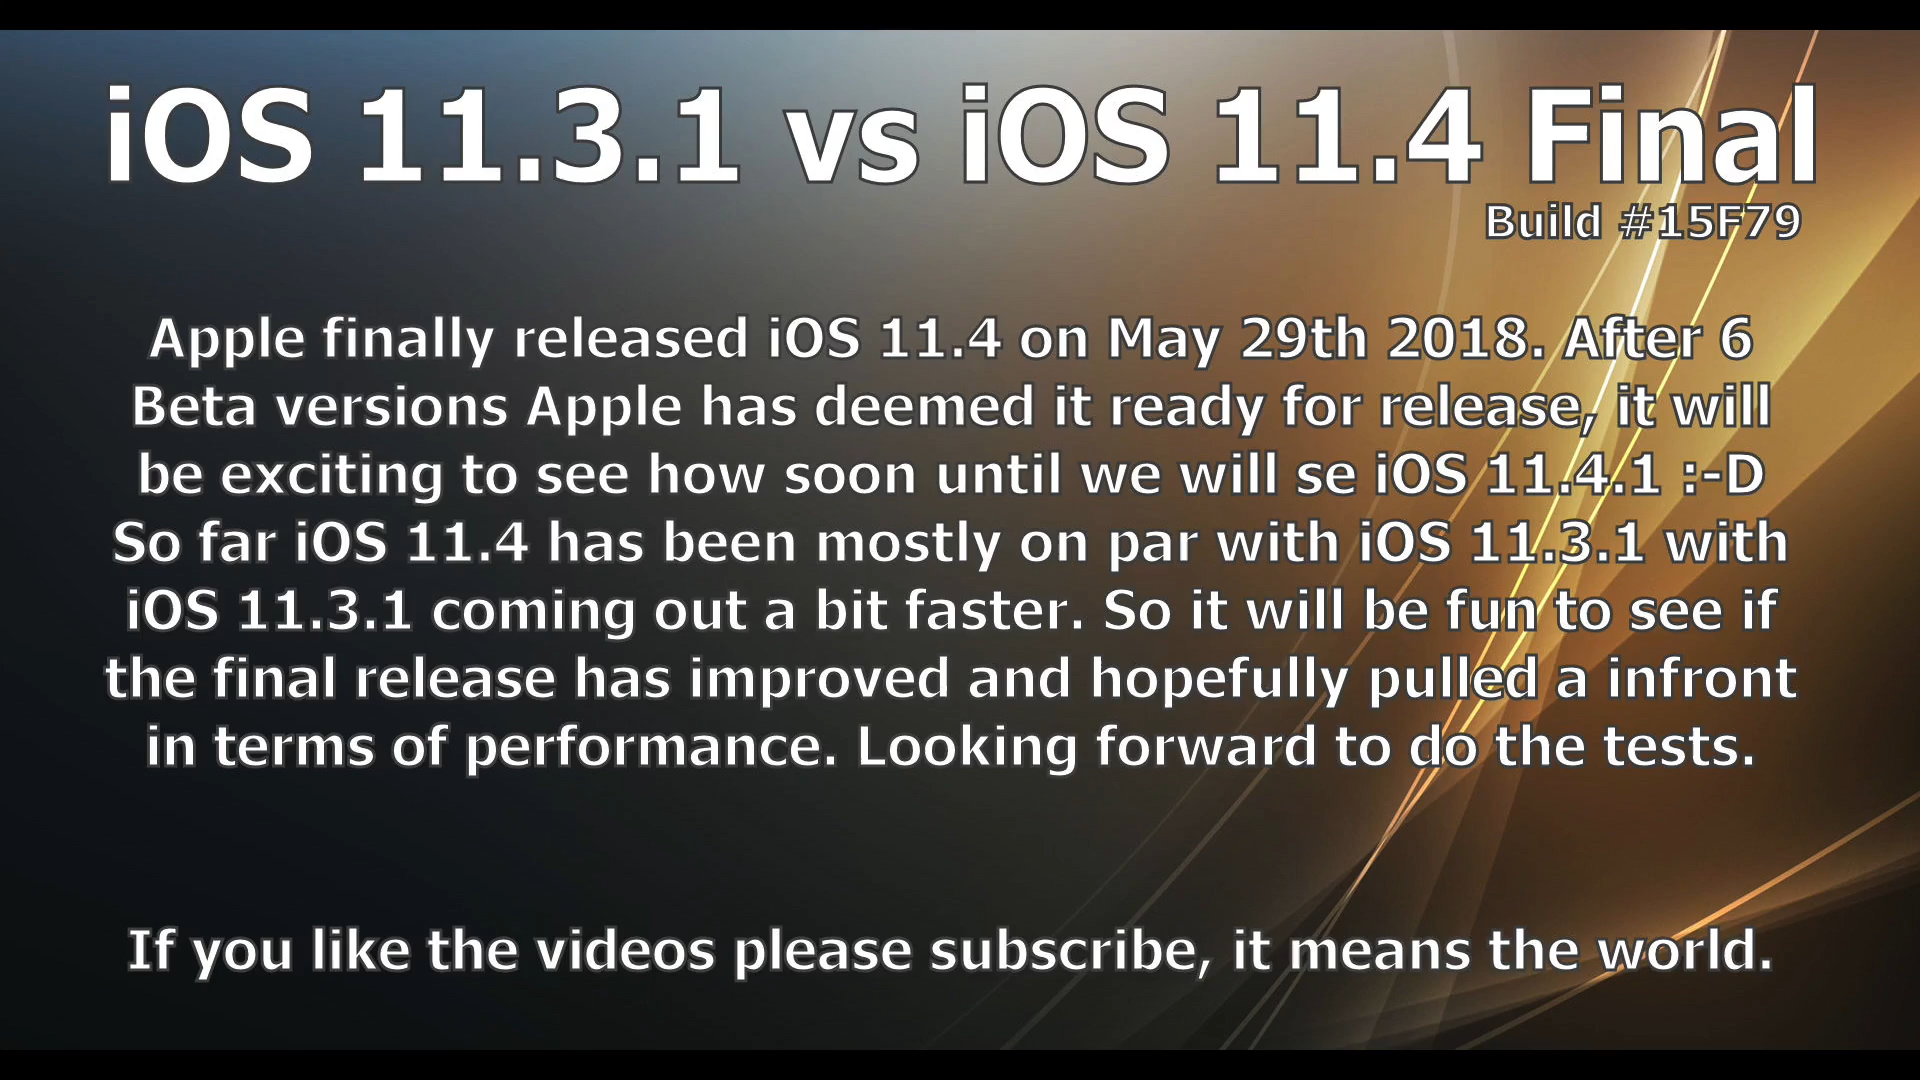 iOS 11.3.1 vs iOS 11.4 Final
Build #15F79
Apple finally released iOS 11.4 on May 29th 2018. After 6
Beta versions Apple has deemed it ready for release, it will
be exciting to see how soon until we will se iOS 11.4.1 :-D
So far iOS 11.4 has been mostly on par with iOS 11.3.1 with
iOS 11.3.1 coming out a bit faster. So it will be fun to see if
the final release has improved and hopefully pulled a infront
in terms of performance. Looking forward to do the tests.
If you like the videos please subscribe, it means the world.